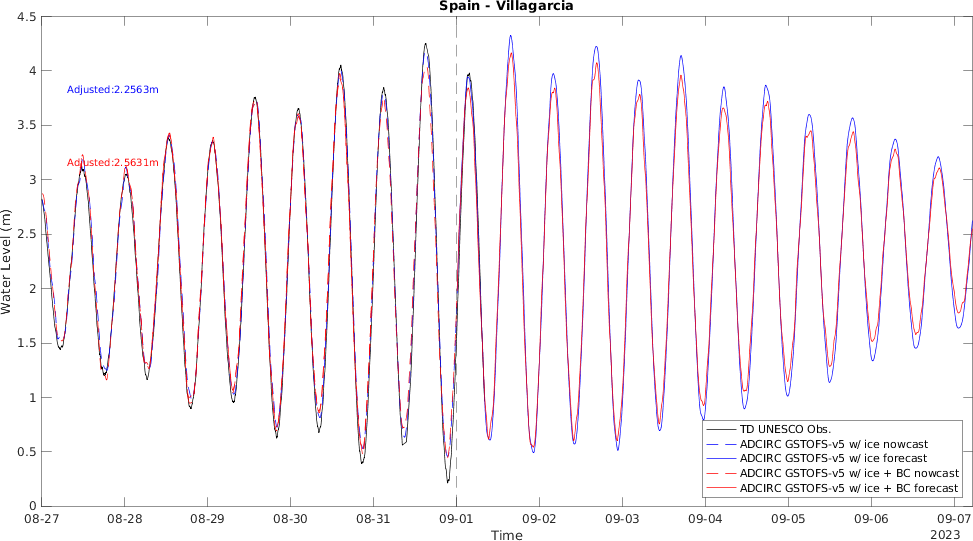 Spain - Villagarcia
4.5
4
3.5
3
2.5
2
1.5
1
0.5
0
Water Level (m)
Adjusted:2.2563m
Adjusted:2.5631m
TD UNESCO Obs.
ADCIRC GSTOFS-v5 w/ ice nowcast
ADCIRC GSTOFS-v5 w/ ice forecast
ADCIRC GSTOFS-v5 w/ ice + BC nowcast
ADCIRC GSTOFS-v5 w/ ice + BC forecast
08-27 08-28 08-29 08-30 08-31 09-01 09-02 09-03 09-04 09-05 09-06 09-07
Time
2023